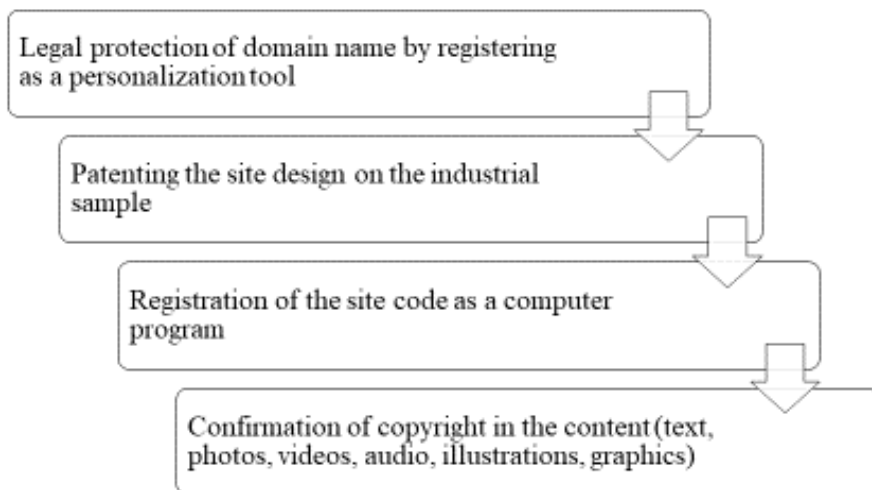 Legal protection of domain name by registering
as a personalization tool
Patenting the site design on the industrial
sample
Registration of the site code as a computer
program
Confirmation of copyright in the content (text,
photos, videos, audio, illustrations, graphics)